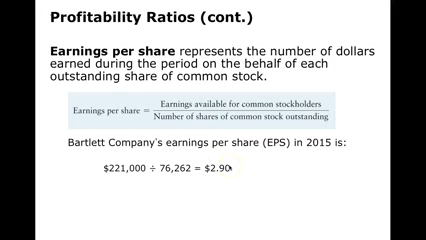 Profitability Ratios (cont.)
Earnings per share represents the number of dollars
earned during the period on the behalf of each
outstanding share of common stock.
Earnings per share = Earnings available for common stockholders
Number of shares of common stock outstanding
Bartlett Company's earnings per share (EPS) in 2015 is:
$221,000 ÷ 76,262 = $2.90